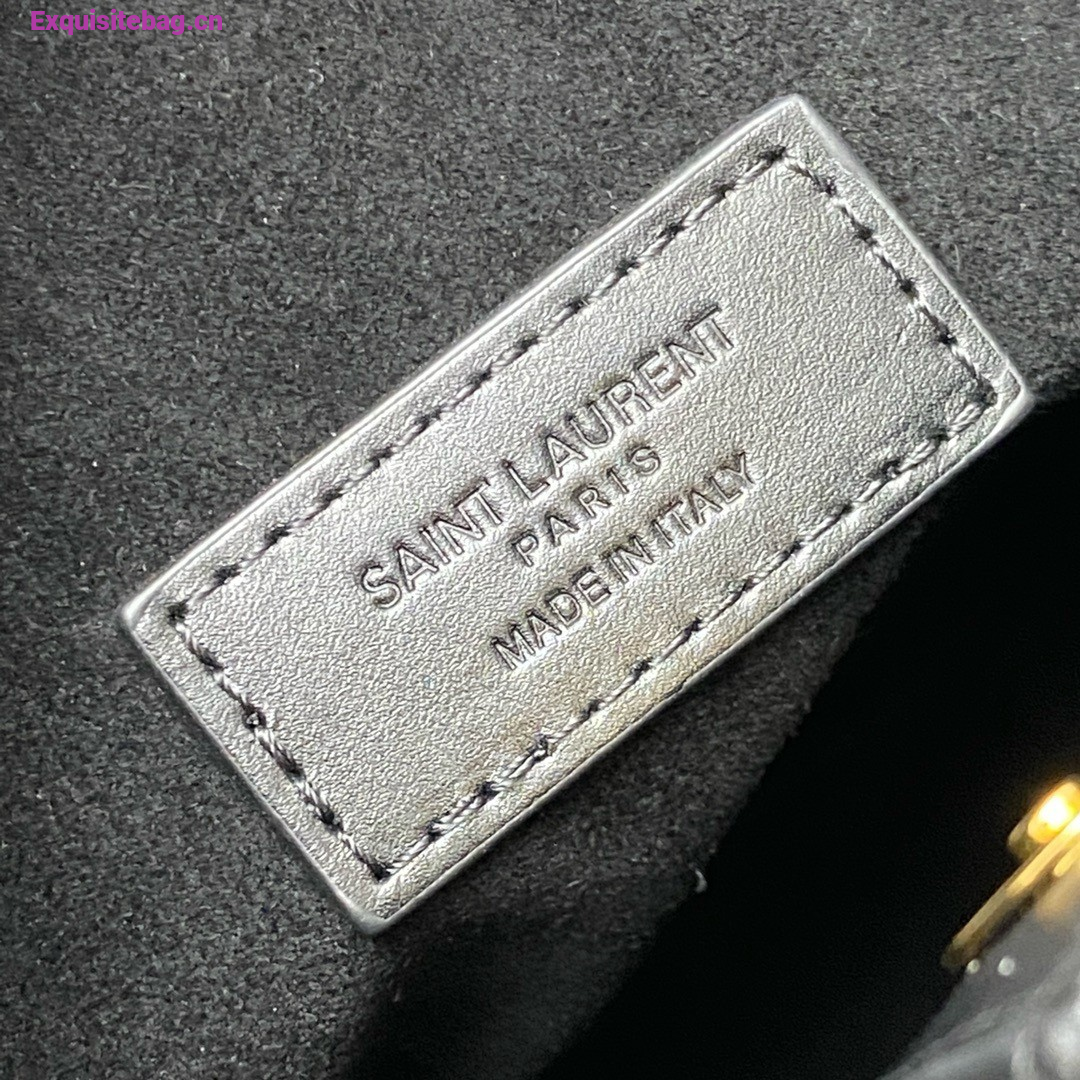 Exquisitebag.cn
SAINT LAURENT
PARIS
MADE IN ITALY